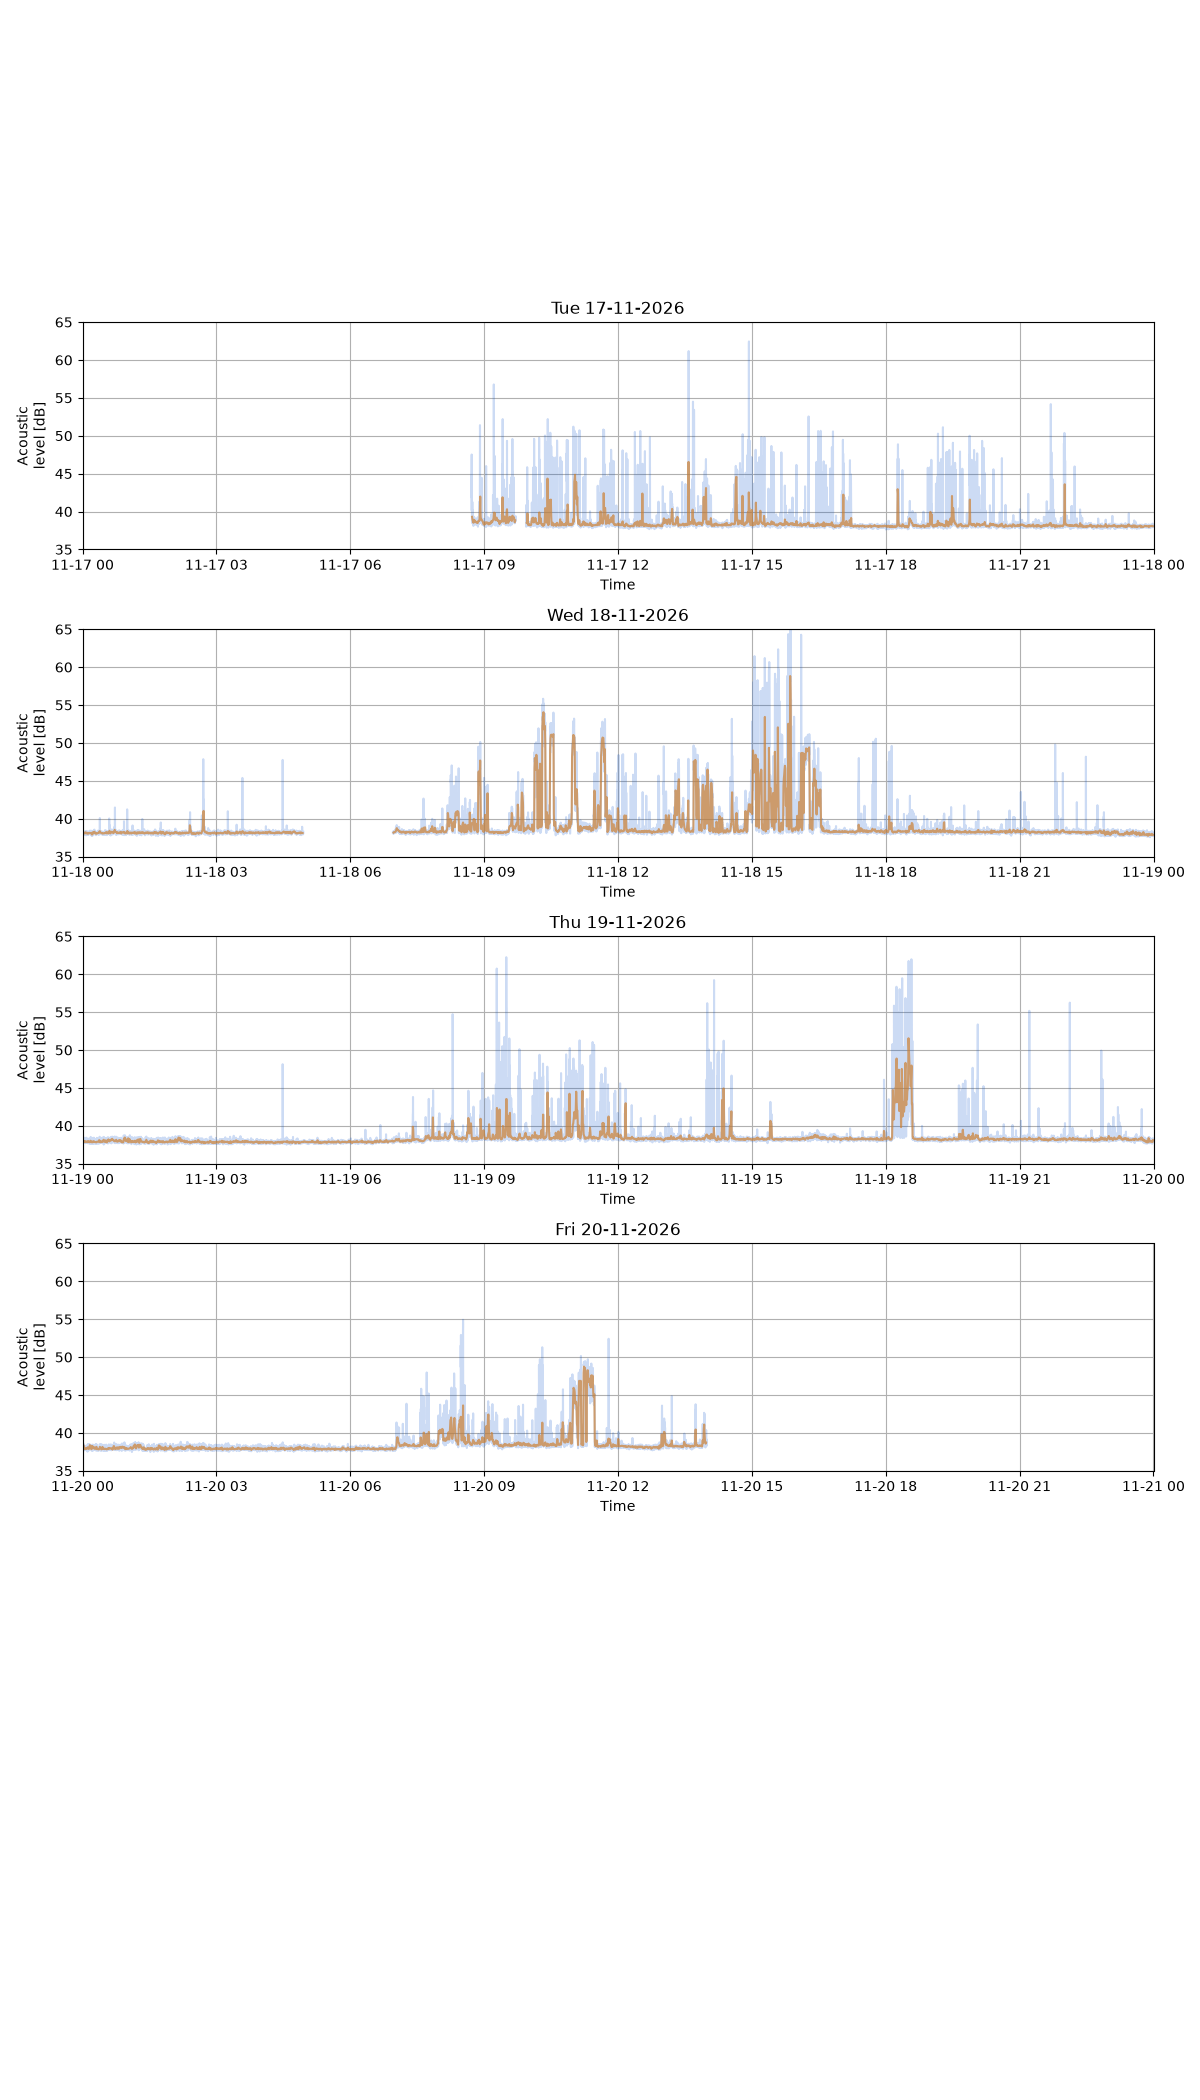 Tue 17-11-2026
Acoustic
level [dB]
65
60
55
50
45
40
35
11-17 00 11-17 03 11-17 06 11-17 09 11-17 12 11-17 15 11-17 18 11-17 21 11-18 00
Time
Wed 18-11-2026
Acoustic
level [dB]
65
60
55
50
45
40
35
11-18 00 11-18 03 11-18 06 11-18 09 11-18 12 11-18 15 11-18 18 11-18 21 11-19 00
Time
Thu 19-11-2026
Acoustic
level [dB]
65
60
55
50
45
40
35
11-19 00 11-19 03 11-19 06 11-19 09 11-19 12 11-19 15 11-19 18 11-19 21 11-20 00
Time
Fri 20-11-2026
Acoustic
level [dB]
65
60
55
50
45
40
35
11-20 00 11-20 03 11-20 06 11-20 09 11-20 12 11-20 15 11-20 18 11-20 21 11-21 00
Time